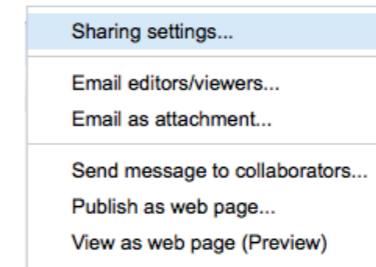 Sharing settings...
Email editors/viewers...
Email as attachment...
Send message to collaborators...
Publish as web page...
View as web page (Preview)